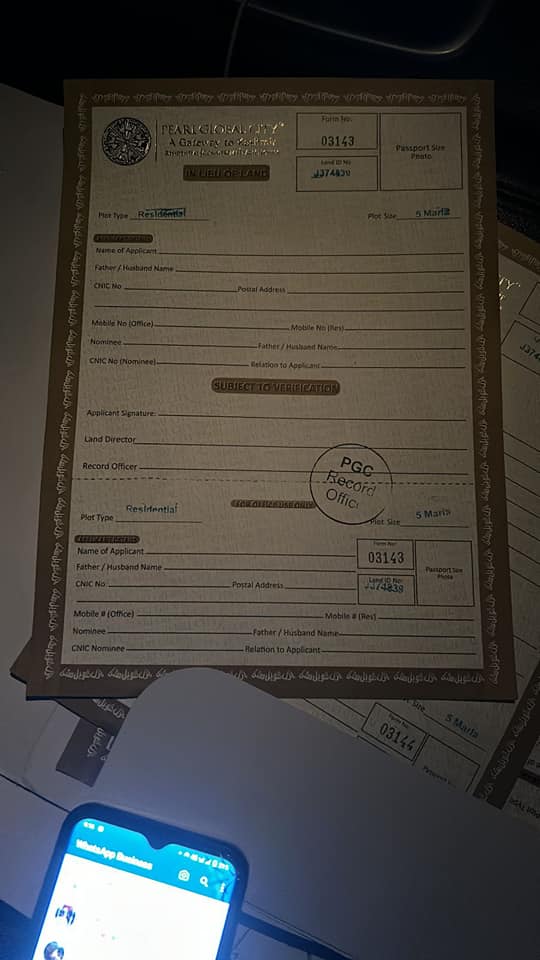 PEARL GLOBAL CITY
A Gateway to Kashmir
IN LIEU OF LAND
Form No.
03143
Land ID No
J374839
Passport Size
Photo
Plot Type Residential
Plot Size 5 Marla
Name of Applicant
Father / Husband Name
CNIC No Postal Address
Mobile No (Office) Mobile No (Res)
Nominee Father / Husband Name
CNIC No (Nominee) Relation to Applicant
SUBJECT TO VERIFICATION
Applicant Signature:
Land Director
Record Officer
PGC
Record
Office
FOR OFFICE USE ONLY
Plot Type Residential
Plot Size 5 Marla
Name of Applicant
Father / Husband Name
CNIC No Postal Address
Form No:
03143
Land ID No:
J374839
Passport Size
Photo
Mobile # (Office) Mobile # (Res)
Nominee Father / Husband Name
CNIC Nominee Relation to Applicant
Size 5 Marla
Form No:
03144
WhatsApp Business